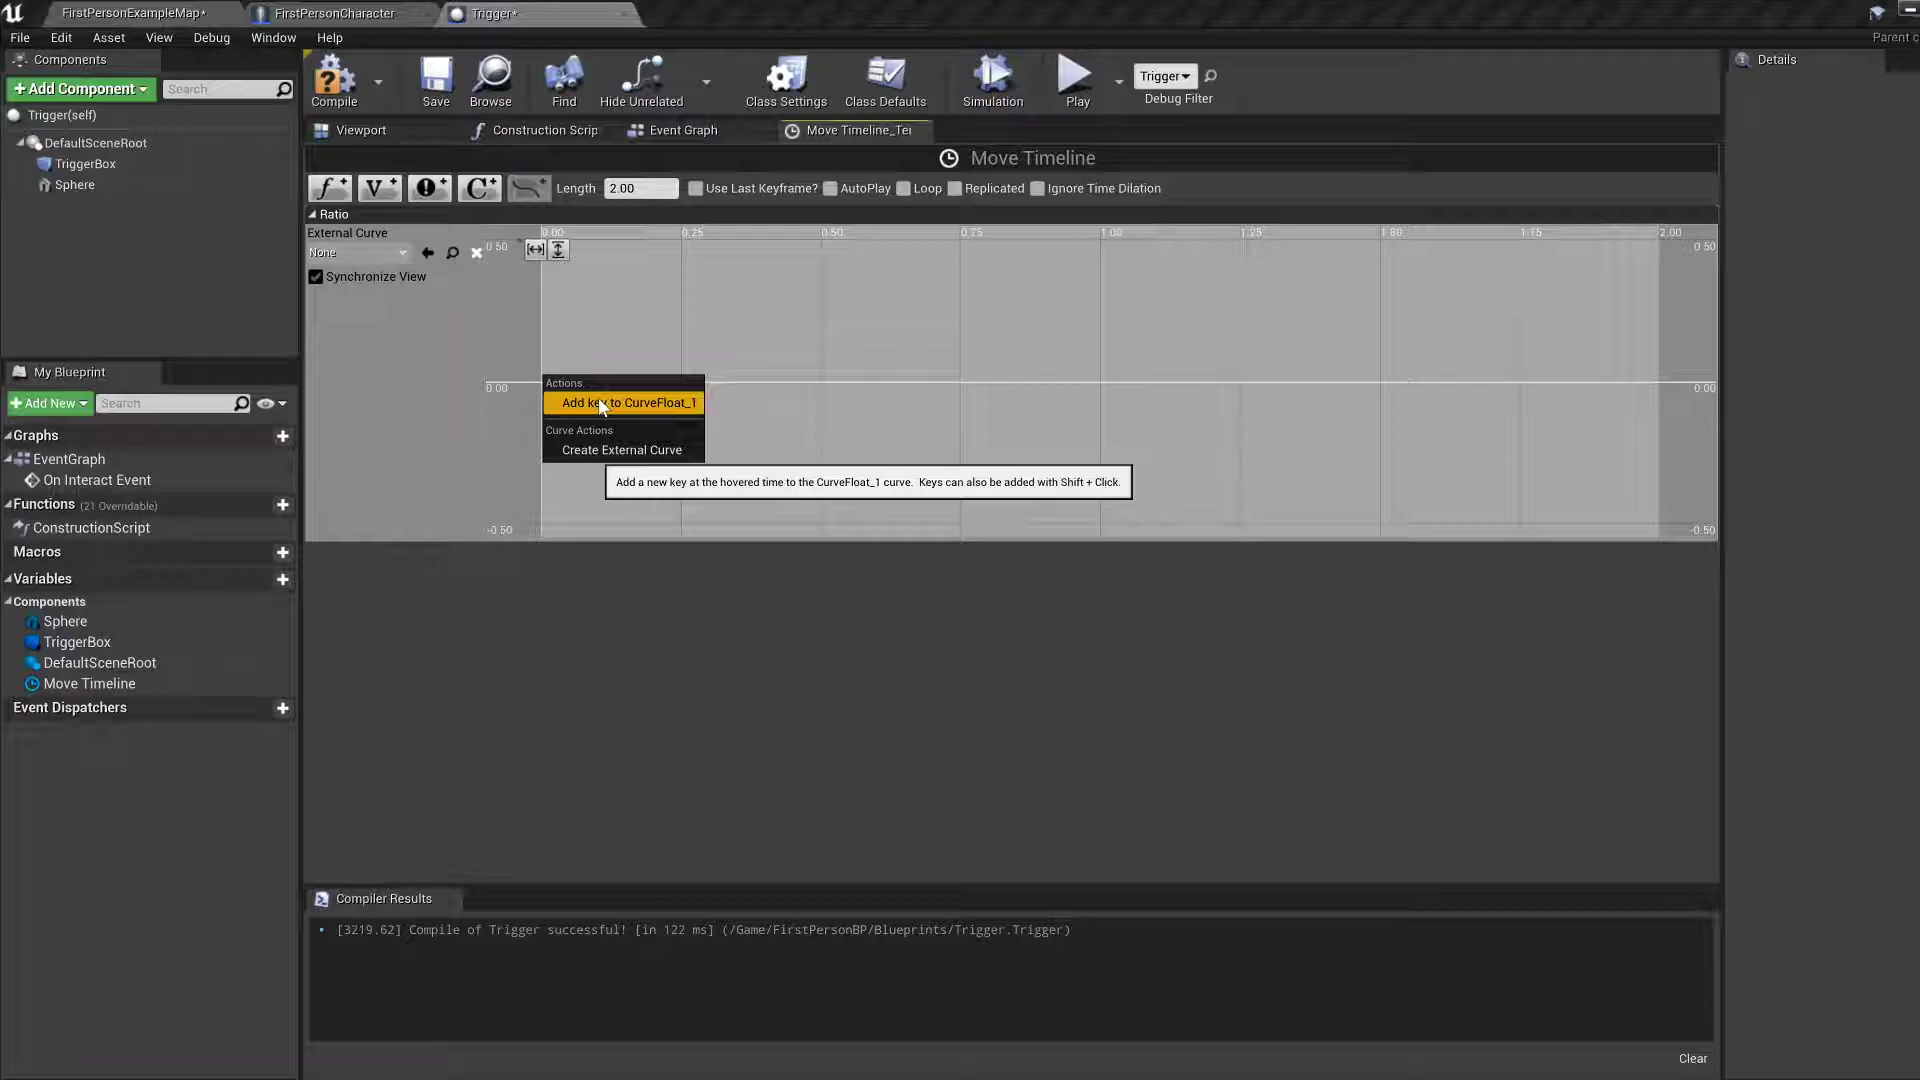 FirstPersonExampleMap*
FirstPersonCharacter
Trigger*
File Edit Asset View Debug Window Help
Parent c
Components
+Add Component
Search
Trigger(self)
DefaultSceneRoot
TriggerBox
Sphere
Compile
Save
Browse
Find
Hide Unrelated
Class Settings
Class Defaults
Simulation
Play
Trigger
Debug Filter
Details
Viewport
Construction Scrip
Event Graph
Move Timeline_Te
Move Timeline
Length 2.00 Use Last Keyframe? AutoPlay Loop Replicated Ignore Time Dilation
Ratio
External Curve
None
Synchronize View
0.00 0.25 0.50 0.75 1.00 1.25 1.50 1.75 2.00
0.50 0.50
0.00 0.00
-0.50 -0.50
Actions
Add key to CurveFloat_1
Curve Actions
Create External Curve
Add a new key at the hovered time to the CurveFloat_1 curve. Keys can also be added with Shift + Click.
My Blueprint
+Add New
Search
Graphs
EventGraph
On Interact Event
Functions (21 Overridable)
ConstructionScript
Macros
Variables
Components
Sphere
TriggerBox
DefaultSceneRoot
Move Timeline
Event Dispatchers
Compiler Results
[3219.62] Compile of Trigger successful! [in 122 ms] (/Game/FirstPersonBP/Blueprints/Trigger.Trigger)
Clear